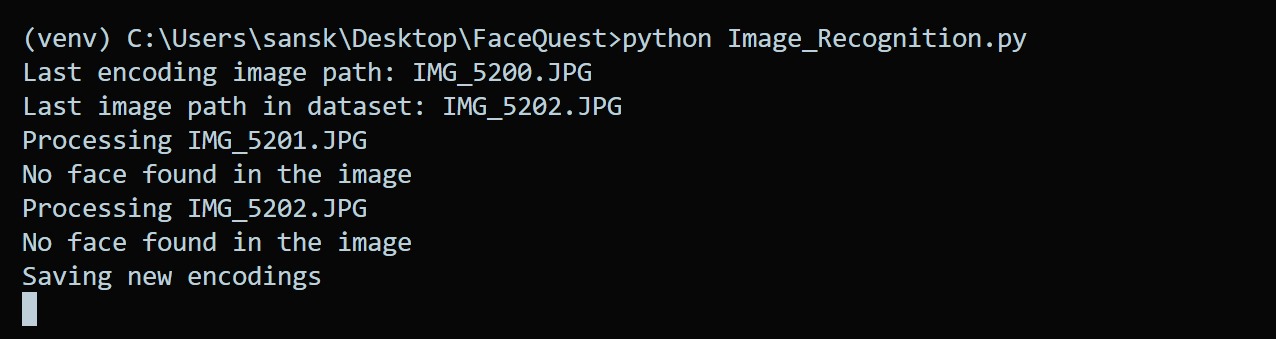 (venv) C:\Users\sansk\Desktop\FaceQuest>python Image_Recognition.py
Last encoding image path: IMG_5200.JPG
Last image path in dataset: IMG_5202.JPG
Processing IMG_5201.JPG
No face found in the image
Processing IMG_5202.JPG
No face found in the image
Saving new encodings